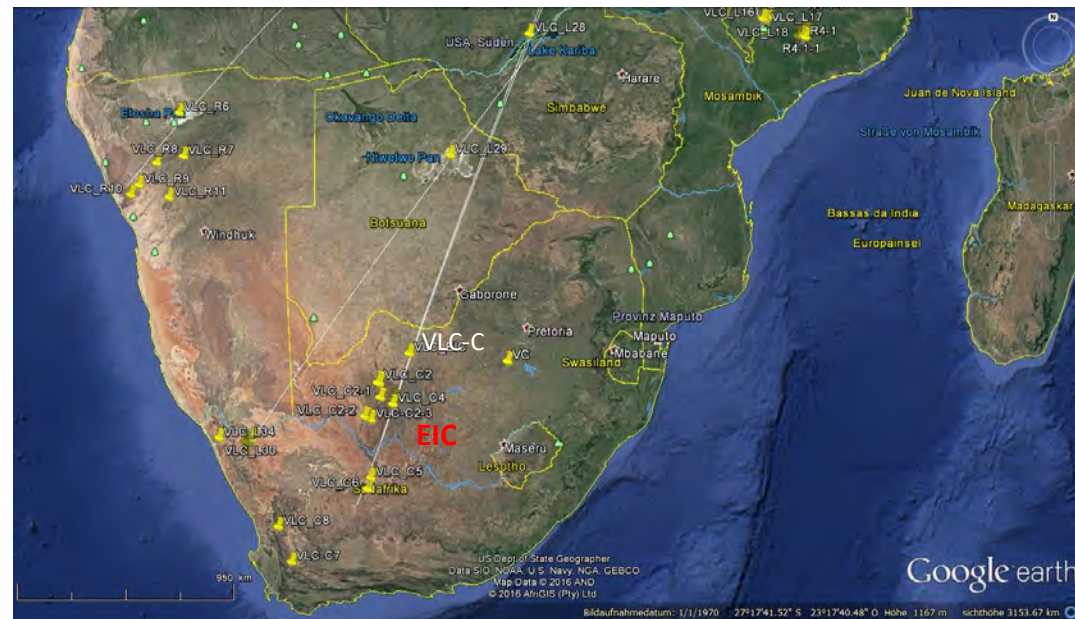 VLC_L16
VLC_L17
VLC_L18
R4-1
R4-1-1
VLC_L28
USA, Süden
Lake Kariba
Harare
Simbabwe
Mosambik
Juan de Nova Island
Straße von Mosambik
Etosha
VLC_R6
Okavango Delta
VLC_R8
VLC_R7
VLC_L29
Ntwetwe Pan
VLC_R9
VLC_R10
VLC_R11
Madagaskar
Bassas da India
Botsuana
Windhuk
Europainsel
Gaborone
Provinz Maputo
Pretoria
Maputo
VLC-C
VC
Mbabane
Swasiland
VLC_C2
VLC_C2-1
VLC_C4
VLC_C2-2
VLC-C2-3
EIC
VLC_L34
VLC_L30
Maseru
Lesotho
VLC_C5
VLC_C6
Südafrika
VLC_C8
VLC-C7
950 km
US Dept of State Geographer
Data SIO, NOAA, U.S. Navy, NGA, GEBCO
Map Data © 2016 AND
© 2016 AfriGIS (Pty) Ltd.
Google earth
Bildaufnahmedatum: 1/1/1970 27°17'41.52" S 23°17'40.48" O Höhe 1167 m sichthöhe 3153.67 km
N